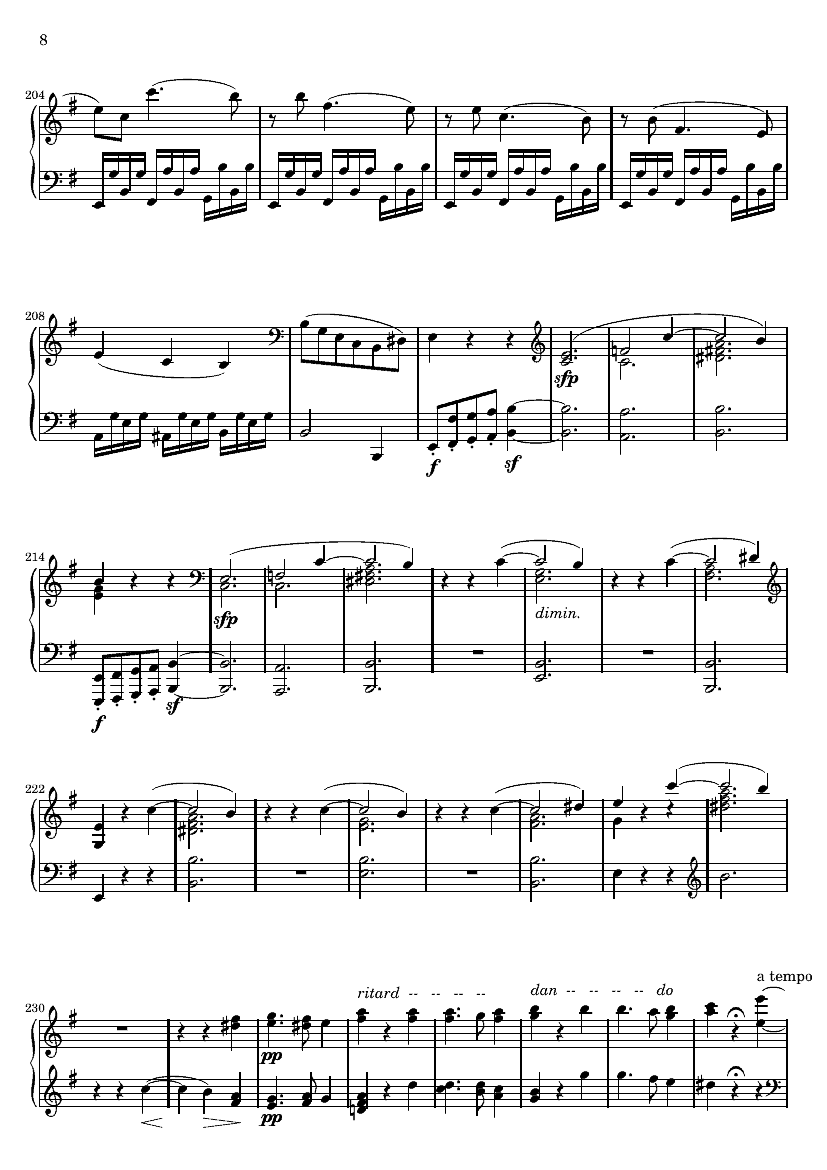 8
204
208
sfp
f
sf
214
sfp
dimin.
f
sf
222
a tempo
ritard -- -- -- -- dan -- -- -- -- do
230
pp
pp